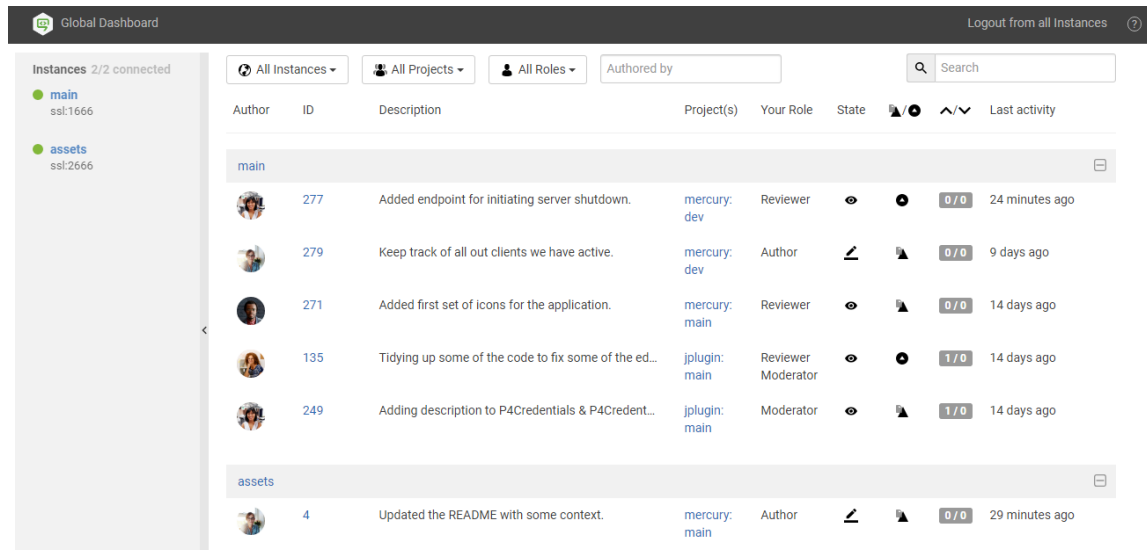 Global Dashboard
Logout from all Instances
Instances 2/2 connected
main
ssl:1666
assets
ssl:2666
All Instances
All Projects
All Roles
Authored by
Search
Author ID Description Project(s) Your Role State / / Last activity
main
277 Added endpoint for initiating server shutdown. mercury: Reviewer 0 / 0 24 minutes ago
dev
279 Keep track of all out clients we have active. mercury: Author 0 / 0 9 days ago
dev
271 Added first set of icons for the application. mercury: Reviewer 0 / 0 14 days ago
main
135 Tidying up some of the code to fix some of the ed... jplugin: Reviewer 1 / 0 14 days ago
main Moderator
249 Adding description to P4Credentials & P4Credent... jplugin: Moderator 1 / 0 14 days ago
main
assets
4 Updated the README with some context. mercury: Author 0 / 0 29 minutes ago
main